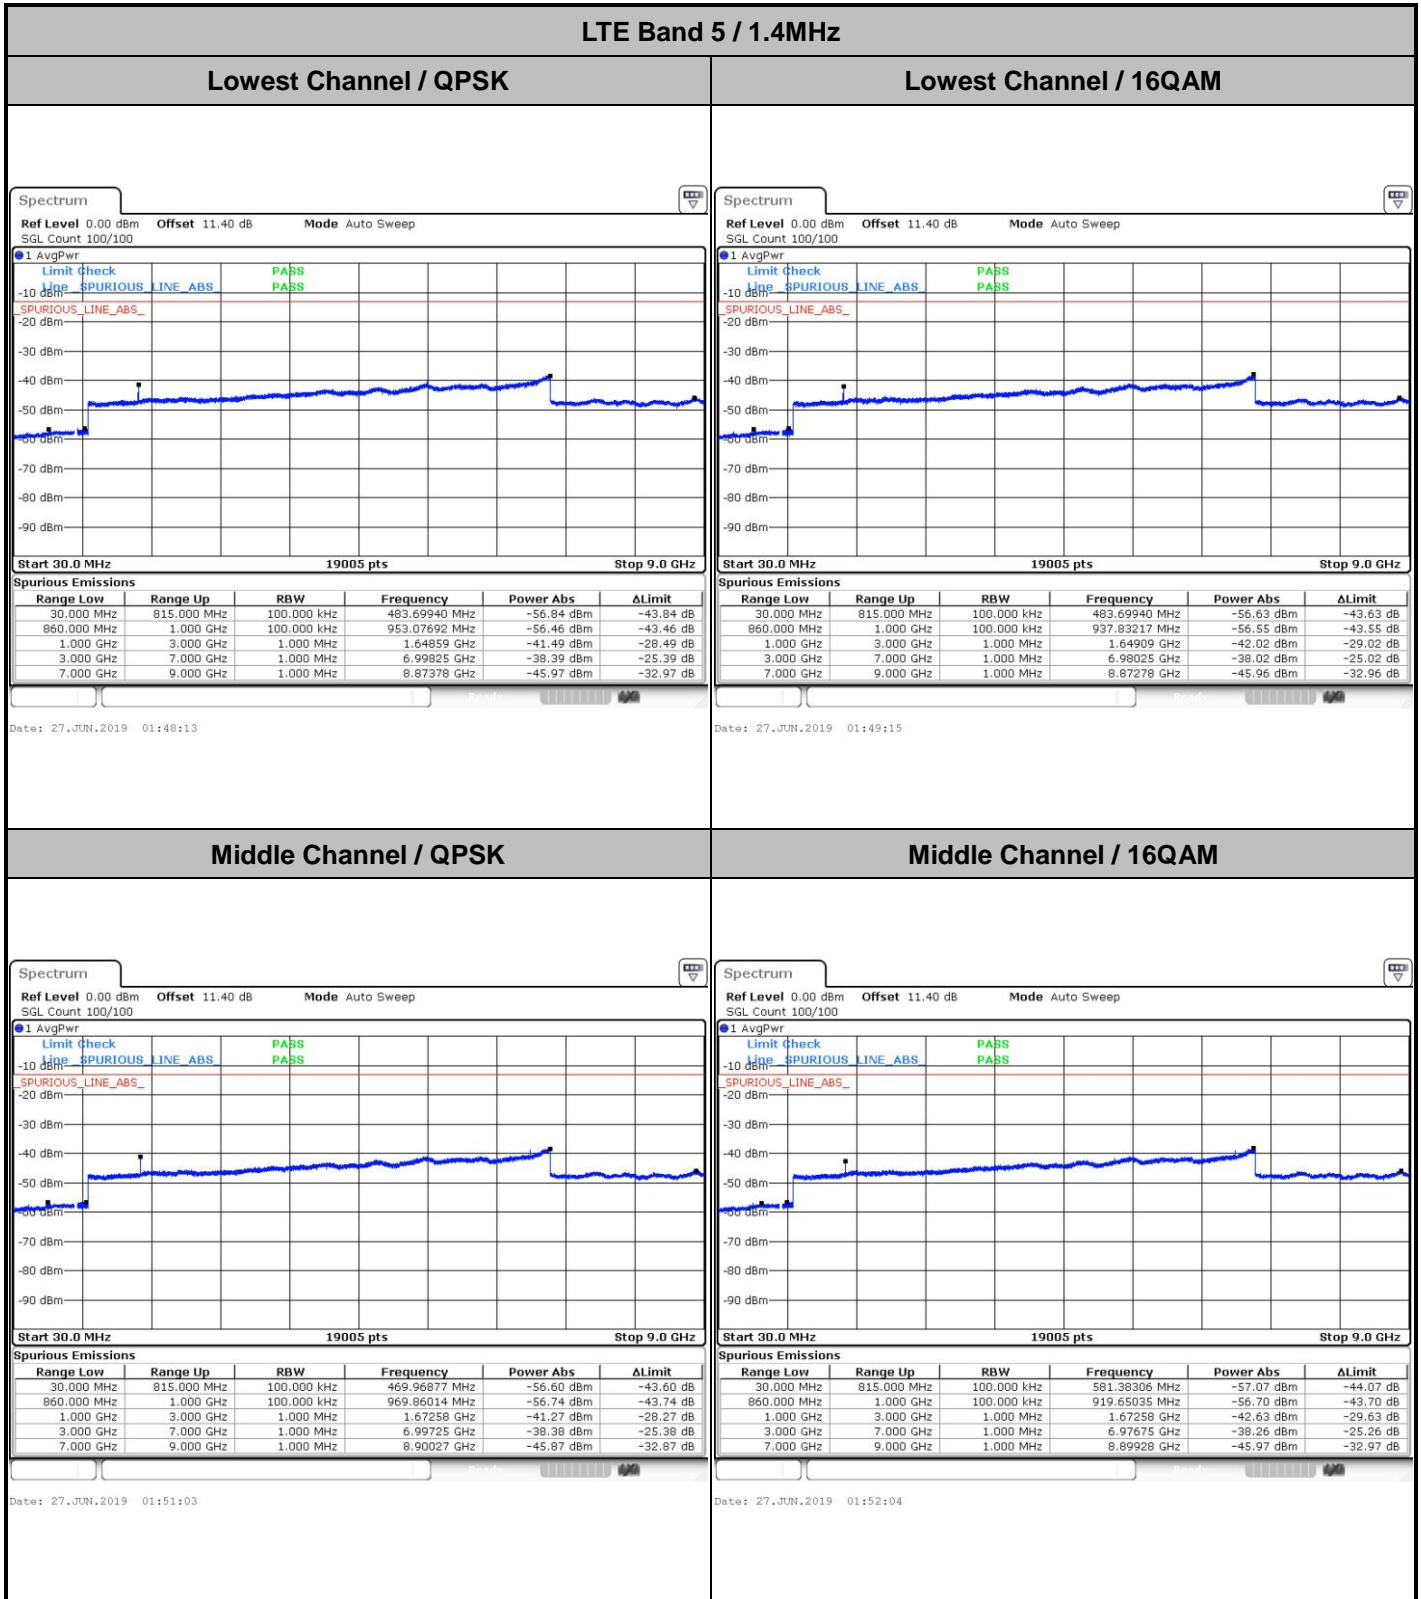 LTE Band 5 / 1.4MHz
Lowest Channel / QPSK
Lowest Channel / 16QAM
Spectrum
Ref Level 0.00 dBm Offset 11.40 dB Mode Auto Sweep
SGL Count 100/100
1 AvgPwr
Limit Check PASS
Line _SPURIOUS_LINE_ABS_ PASS
-10 dBm
_SPURIOUS_LINE_ABS_
-20 dBm
-30 dBm
-40 dBm
-50 dBm
-60 dBm
-70 dBm
-80 dBm
-90 dBm
Start 30.0 MHz 19005 pts Stop 9.0 GHz
Spurious Emissions
Range Low Range Up RBW Frequency Power Abs ΔLimit
30.000 MHz 815.000 MHz 100.000 kHz 483.69940 MHz -56.84 dBm -43.84 dB
860.000 MHz 1.000 GHz 100.000 kHz 953.07692 MHz -56.46 dBm -43.46 dB
1.000 GHz 3.000 GHz 1.000 MHz 1.64859 GHz -41.49 dBm -28.49 dB
3.000 GHz 7.000 GHz 1.000 MHz 6.99825 GHz -38.39 dBm -25.39 dB
7.000 GHz 9.000 GHz 1.000 MHz 8.87378 GHz -45.97 dBm -32.97 dB
Date: 27.JUN.2019 01:48:13
Spectrum
Ref Level 0.00 dBm Offset 11.40 dB Mode Auto Sweep
SGL Count 100/100
1 AvgPwr
Limit Check PASS
Line _SPURIOUS_LINE_ABS_ PASS
-10 dBm
_SPURIOUS_LINE_ABS_
-20 dBm
-30 dBm
-40 dBm
-50 dBm
-60 dBm
-70 dBm
-80 dBm
-90 dBm
Start 30.0 MHz 19005 pts Stop 9.0 GHz
Spurious Emissions
Range Low Range Up RBW Frequency Power Abs ΔLimit
30.000 MHz 815.000 MHz 100.000 kHz 483.69940 MHz -56.63 dBm -43.63 dB
860.000 MHz 1.000 GHz 100.000 kHz 937.83217 MHz -56.55 dBm -43.55 dB
1.000 GHz 3.000 GHz 1.000 MHz 1.64909 GHz -42.02 dBm -29.02 dB
3.000 GHz 7.000 GHz 1.000 MHz 6.98025 GHz -38.02 dBm -25.02 dB
7.000 GHz 9.000 GHz 1.000 MHz 8.87278 GHz -45.96 dBm -32.96 dB
Date: 27.JUN.2019 01:49:15
Middle Channel / QPSK
Middle Channel / 16QAM
Spectrum
Ref Level 0.00 dBm Offset 11.40 dB Mode Auto Sweep
SGL Count 100/100
1 AvgPwr
Limit Check PASS
Line _SPURIOUS_LINE_ABS_ PASS
-10 dBm
_SPURIOUS_LINE_ABS_
-20 dBm
-30 dBm
-40 dBm
-50 dBm
-60 dBm
-70 dBm
-80 dBm
-90 dBm
Start 30.0 MHz 19005 pts Stop 9.0 GHz
Spurious Emissions
Range Low Range Up RBW Frequency Power Abs ΔLimit
30.000 MHz 815.000 MHz 100.000 kHz 469.96877 MHz -56.60 dBm -43.60 dB
860.000 MHz 1.000 GHz 100.000 kHz 969.86014 MHz -56.74 dBm -43.74 dB
1.000 GHz 3.000 GHz 1.000 MHz 1.67258 GHz -41.27 dBm -28.27 dB
3.000 GHz 7.000 GHz 1.000 MHz 6.99725 GHz -38.38 dBm -25.38 dB
7.000 GHz 9.000 GHz 1.000 MHz 8.90027 GHz -45.87 dBm -32.87 dB
Date: 27.JUN.2019 01:51:03
Spectrum
Ref Level 0.00 dBm Offset 11.40 dB Mode Auto Sweep
SGL Count 100/100
1 AvgPwr
Limit Check PASS
Line _SPURIOUS_LINE_ABS_ PASS
-10 dBm
_SPURIOUS_LINE_ABS_
-20 dBm
-30 dBm
-40 dBm
-50 dBm
-60 dBm
-70 dBm
-80 dBm
-90 dBm
Start 30.0 MHz 19005 pts Stop 9.0 GHz
Spurious Emissions
Range Low Range Up RBW Frequency Power Abs ΔLimit
30.000 MHz 815.000 MHz 100.000 kHz 581.38306 MHz -57.07 dBm -44.07 dB
860.000 MHz 1.000 GHz 100.000 kHz 919.65035 MHz -56.70 dBm -43.70 dB
1.000 GHz 3.000 GHz 1.000 MHz 1.67258 GHz -42.63 dBm -29.63 dB
3.000 GHz 7.000 GHz 1.000 MHz 6.97675 GHz -38.26 dBm -25.26 dB
7.000 GHz 9.000 GHz 1.000 MHz 8.89928 GHz -45.97 dBm -32.97 dB
Date: 27.JUN.2019 01:52:04